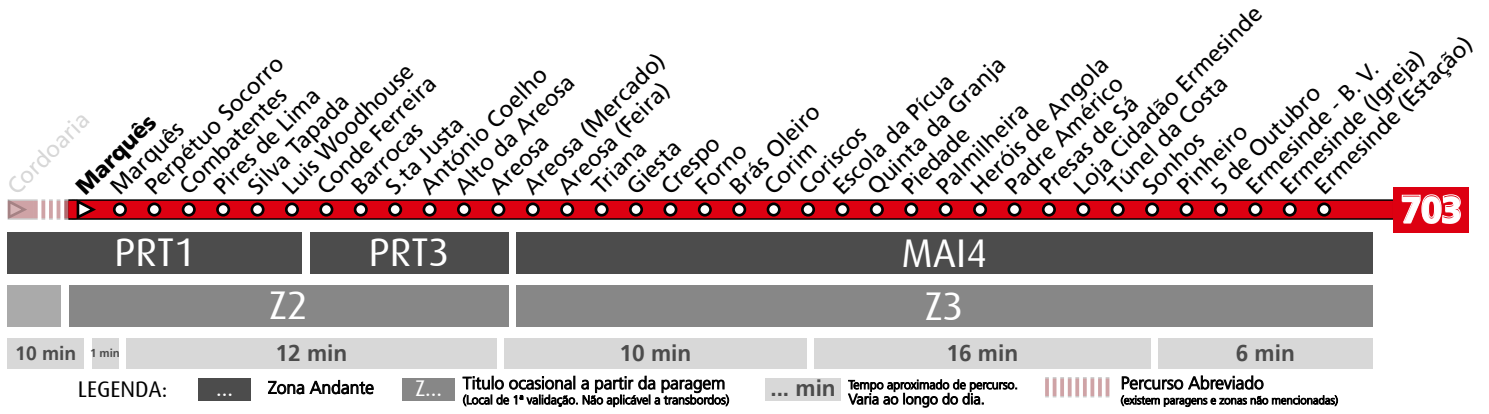 Cordoaria
Marquês
Marquês
Perpétuo Socorro
Combatentes
Pires de Lima
Silva Tapada
Luis Woodhouse
Conde Ferreira
Barrocas
S.ta Justa
António Coelho
Alto da Areosa
Areosa
Areosa (Mercado)
Areosa (Feira)
Triana
Giesta
Crespo
Forno
Brás Oleiro
Corim
Coriscos
Escola da Pícua
Quinta da Granja
Piedade
Palmilheira
Heróis de Angola
Padre Américo
Presas de Sá
Loja Cidadão Ermesinde
Túnel da Costa
Sonhos
Pinheiro
5 de Outubro
Ermesinde - B. V.
Ermesinde (Igreja)
Ermesinde (Estação)
703
PRT1 PRT3 MAI4
Z2 Z3
10 min 1 min 12 min 10 min 16 min 6 min
LEGENDA: ... Zona Andante Z... Titulo ocasional a partir da paragem
(Local de 1ª validação. Não aplicável a transbordos)
... min Tempo aproximado de percurso.
Varia ao longo do dia.
Percurso Abreviado
(existem paragens e zonas não mencionadas)